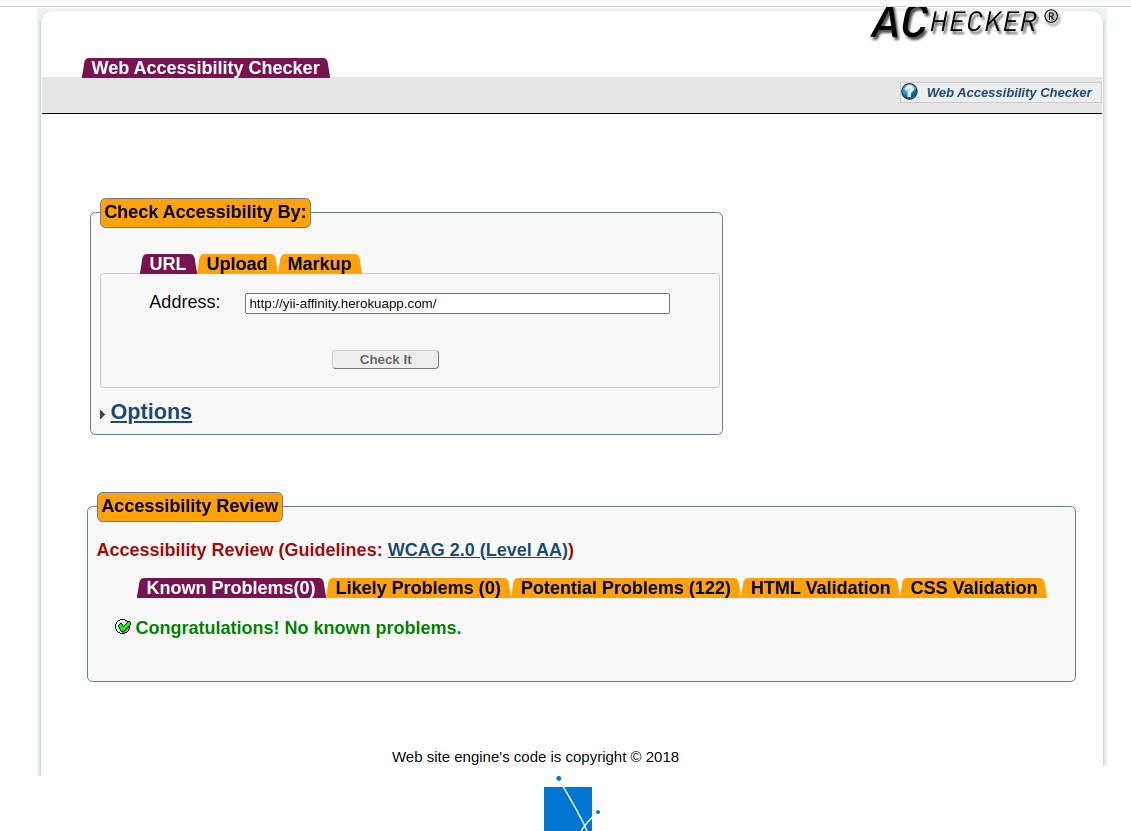 ACHECKER ®
Web Accessibility Checker
Web Accessibility Checker
Check Accessibility By:
URL Upload Markup
Address: http://yii-affinity.herokuapp.com/
Check It
Options
Accessibility Review
Accessibility Review (Guidelines: WCAG 2.0 (Level AA))
Known Problems(0) Likely Problems (0) Potential Problems (122) HTML Validation CSS Validation
Congratulations! No known problems.
Web site engine's code is copyright © 2018